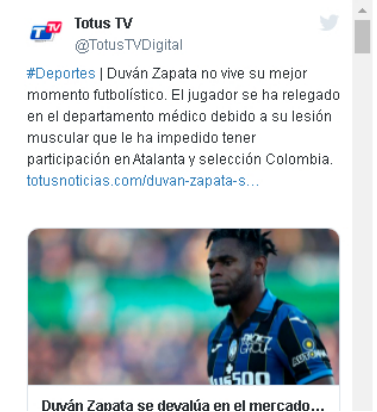 Totus TV
@TotusTVDigital
#Deportes | Duván Zapata no vive su mejor
momento futbolístico. El jugador se ha relegado
en el departamento médico debido a su lesión
muscular que le ha impedido tener
participación en Atalanta y selección Colombia.
totusnoticias.com/duvan-zapata-s…
Duván Zapata se devalúa en el mercado...